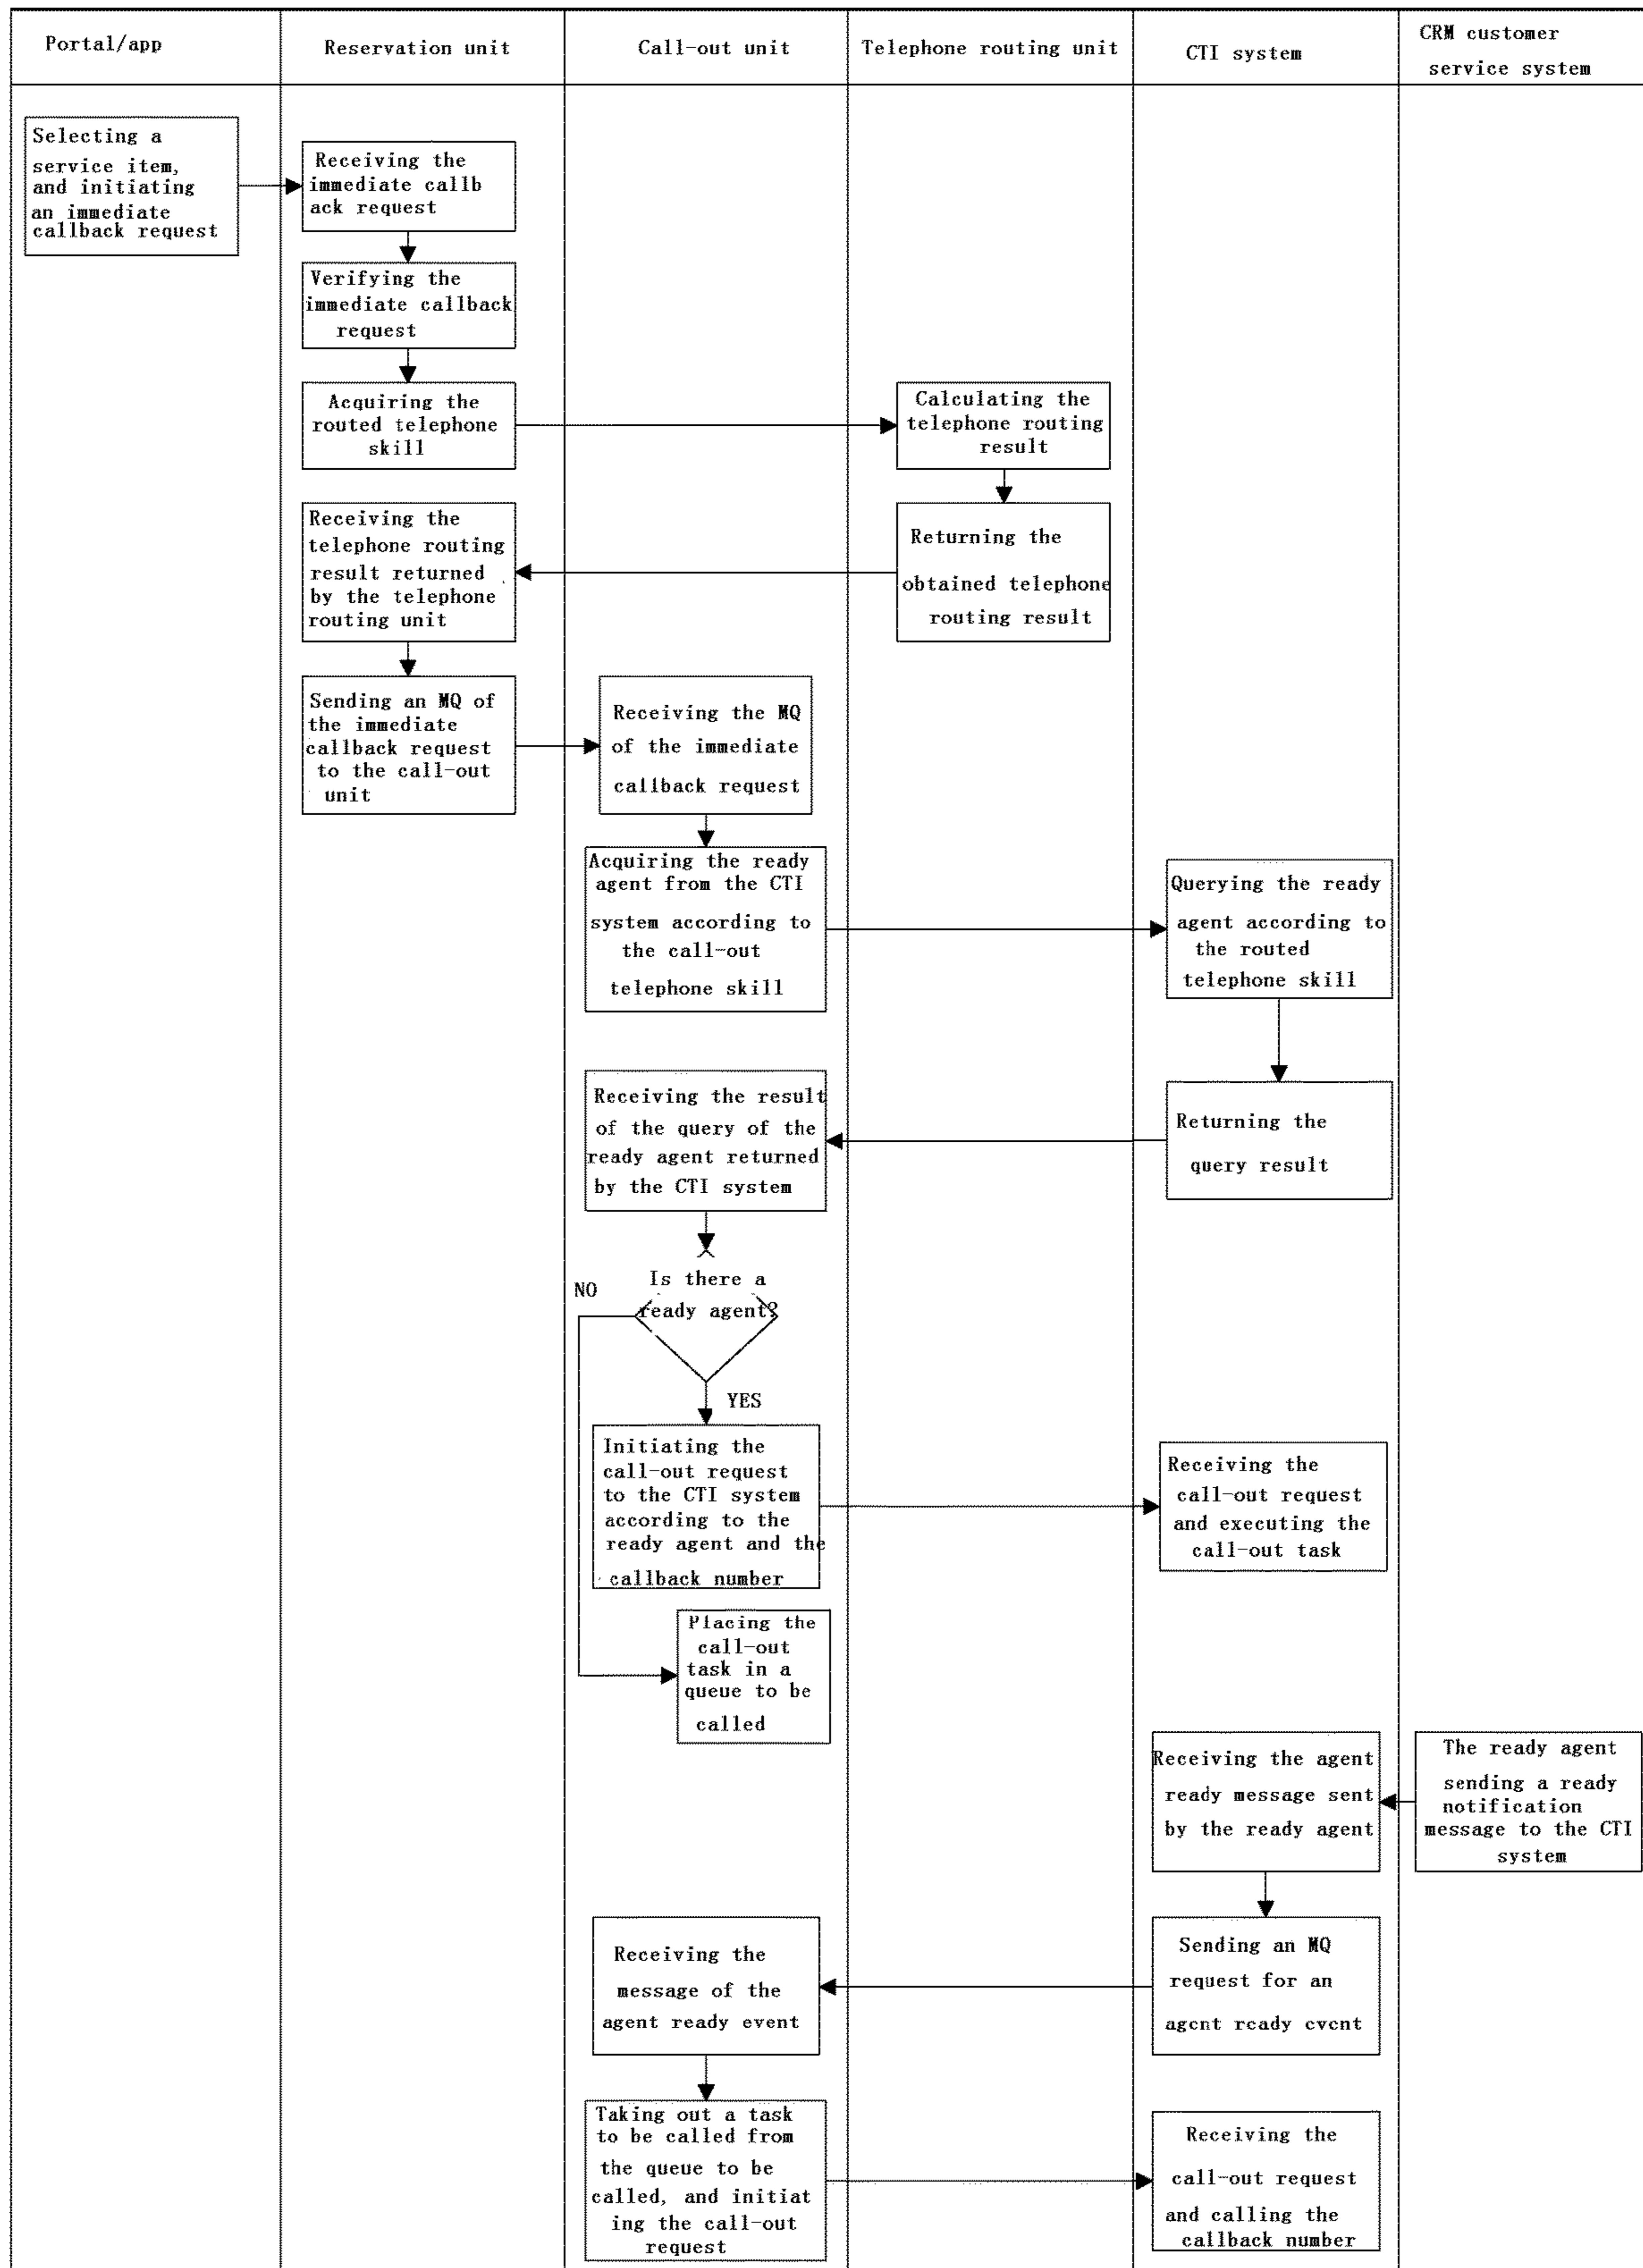 Portal/app
Reservation unit
Call-out unit
Telephone routing unit
CTI system
CRM customer
service system
Selecting a
service item,
and initiating
an immediate
callback request
Receiving the
immediate callb
ack request
Verifying the
immediate callback
request
Acquiring the
routed telephone
skill
Calculating the
telephone routing
result
Returning the
obtained telephone
routing result
Receiving the
telephone routing
result returned
by the telephone
routing unit
Sending an MQ of
the immediate
callback request
to the call-out
unit
Receiving the MQ
of the immediate
callback request
Acquiring the ready
agent from the CTI
system according to
the call-out
telephone skill
Querying the ready
agent according to
the routed
telephone skill
Returning the
query result
Receiving the result
of the query of the
ready agent returned
by the CTI system
Is there a
ready agent?
NO
YES
Initiating the
call-out request
to the CTI system
according to the
ready agent and the
callback number
Receiving the
call-out request
and executing the
call-out task
Placing the
call-out
task in a
queue to be
called
The ready agent
sending a ready
notification
message to the CTI
system
Receiving the agent
ready message sent
by the ready agent
Sending an MQ
request for an
agent ready event
Receiving the
message of the
agent ready event
Taking out a task
to be called from
the queue to be
called, and initiat
ing the call-out
request
Receiving the
call-out request
and calling the
callback number